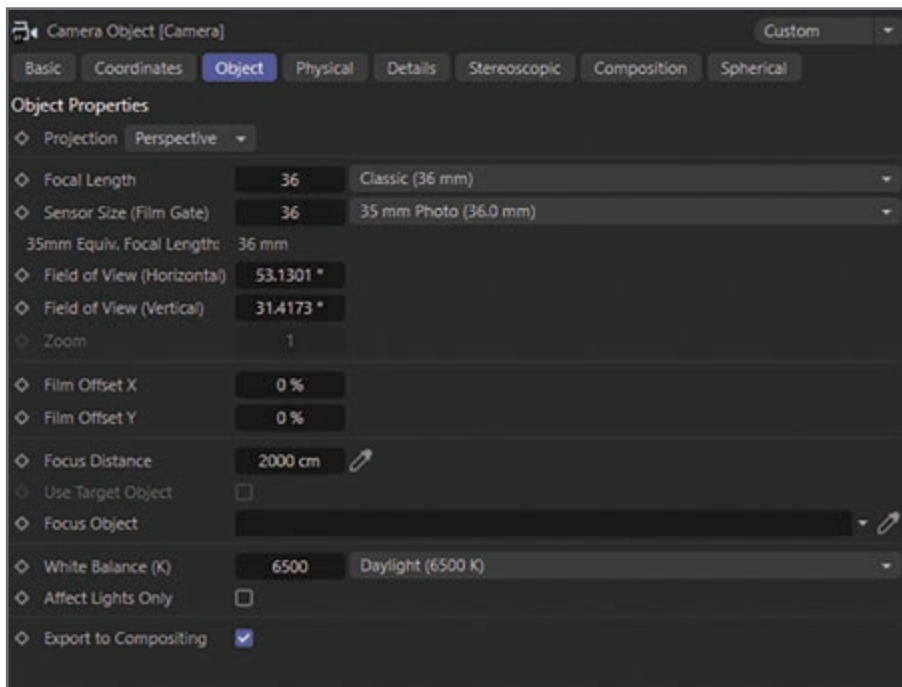 Camera Object [Camera] Custom
Basic Coordinates Object Physical Details Stereoscopic Composition Spherical
Object Properties
Projection Perspective
Focal Length 36 Classic (36 mm)
Sensor Size (Film Gate) 36 35 mm Photo (36.0 mm)
35mm Equiv. Focal Length: 36 mm
Field of View (Horizontal) 53.1301 °
Field of View (Vertical) 31.4173 °
Zoom 1
Film Offset X 0 %
Film Offset Y 0 %
Focus Distance 2000 cm
Use Target Object
Focus Object
White Balance (K) 6500 Daylight (6500 K)
Affect Lights Only
Export to Compositing